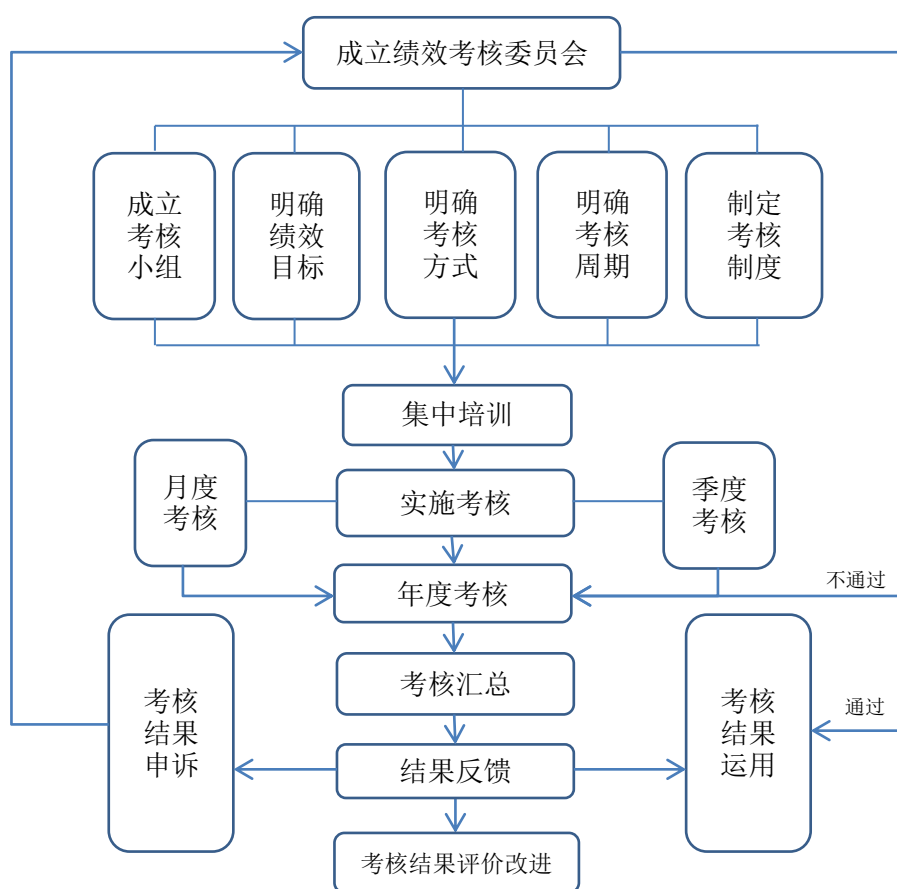 成立绩效考核委员会
成立
考核
小组
明确
绩效
目标
明确
考核
方式
明确
考核
周期
制定
考核
制度
集中培训
月度
考核
实施考核
季度
考核
年度考核
不通过
考核
结果
申诉
考核汇总
考核
结果
运用
通过
结果反馈
考核结果评价改进